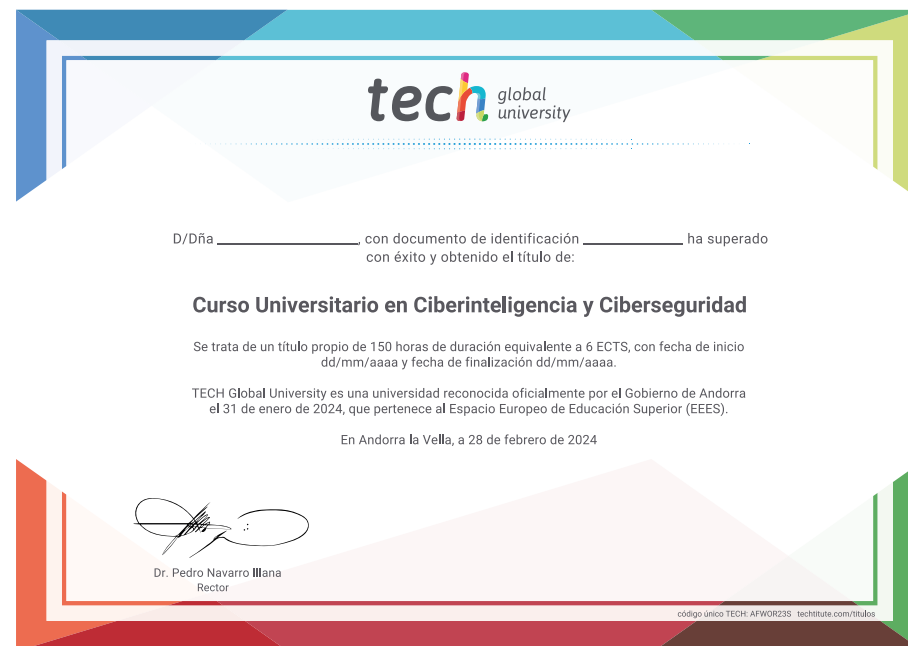 tech global university
D/Dña ____________________, con documento de identificación ______________ ha superado
con éxito y obtenido el título de:
Curso Universitario en Ciberinteligencia y Ciberseguridad
Se trata de un título propio de 150 horas de duración equivalente a 6 ECTS, con fecha de inicio
dd/mm/aaaa y fecha de finalización dd/mm/aaaa.
TECH Global University es una universidad reconocida oficialmente por el Gobierno de Andorra
el 31 de enero de 2024, que pertenece al Espacio Europeo de Educación Superior (EEES).
En Andorra la Vella, a 28 de febrero de 2024
Dr. Pedro Navarro Illana
Rector
código único TECH: AFWOR23S techtitute.com/titulos